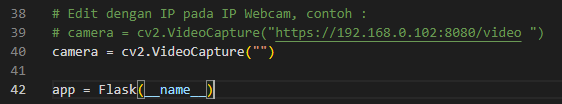 38 # Edit dengan IP pada IP Webcam, contoh :
39 # camera = cv2.VideoCapture("https://192.168.0.102:8080/video ")
40 camera = cv2.VideoCapture("")
41
42 app = Flask(__name__)